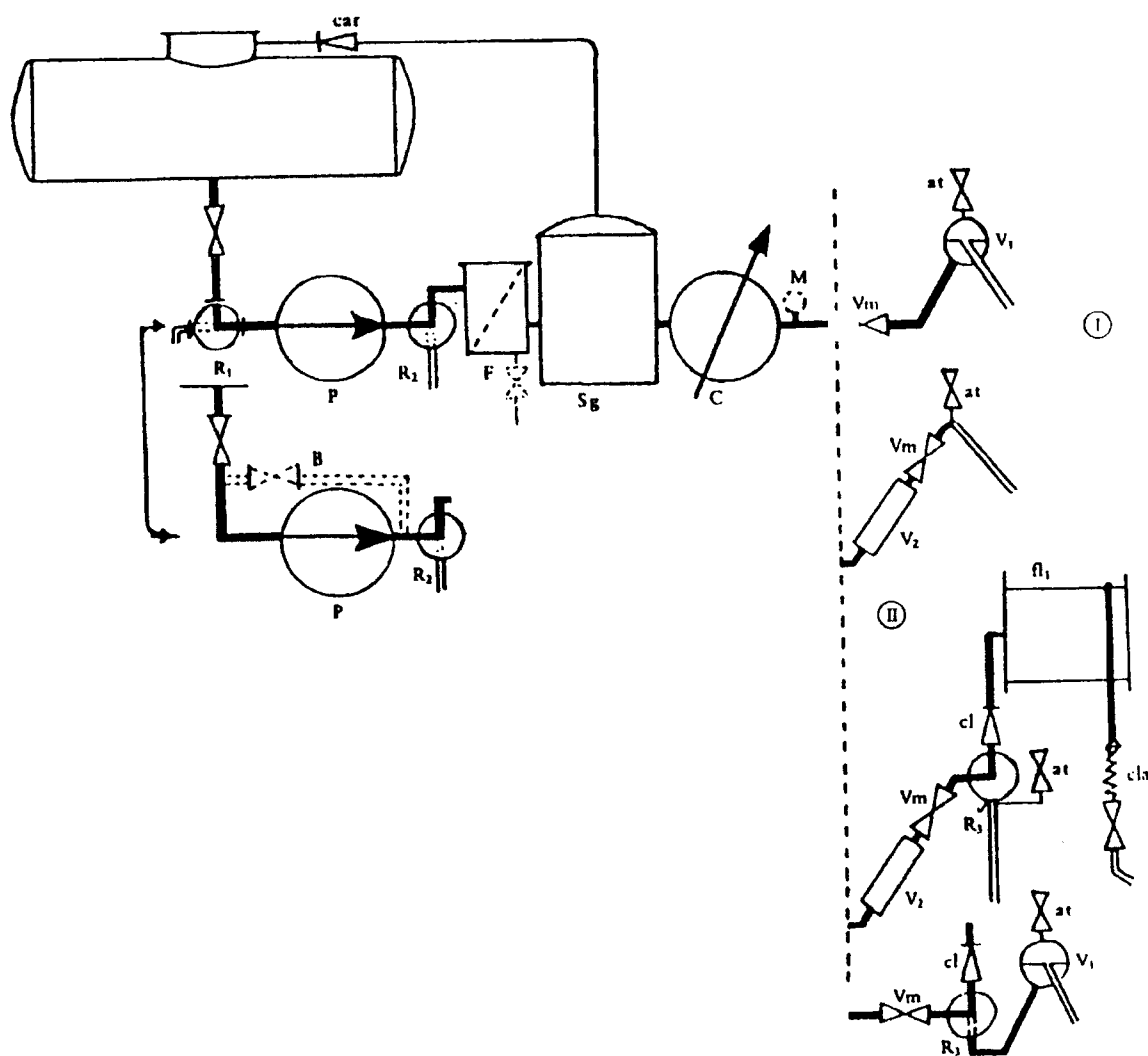 car
at
V₁
Vm
M
I
R₁
P
R₂
F
Sg
C
at
Vm
V₂
B
R₂
P
II
fl₁
cl
at
cla
Vm
R₃
V₂
at
cl
V₁
Vm
R₃